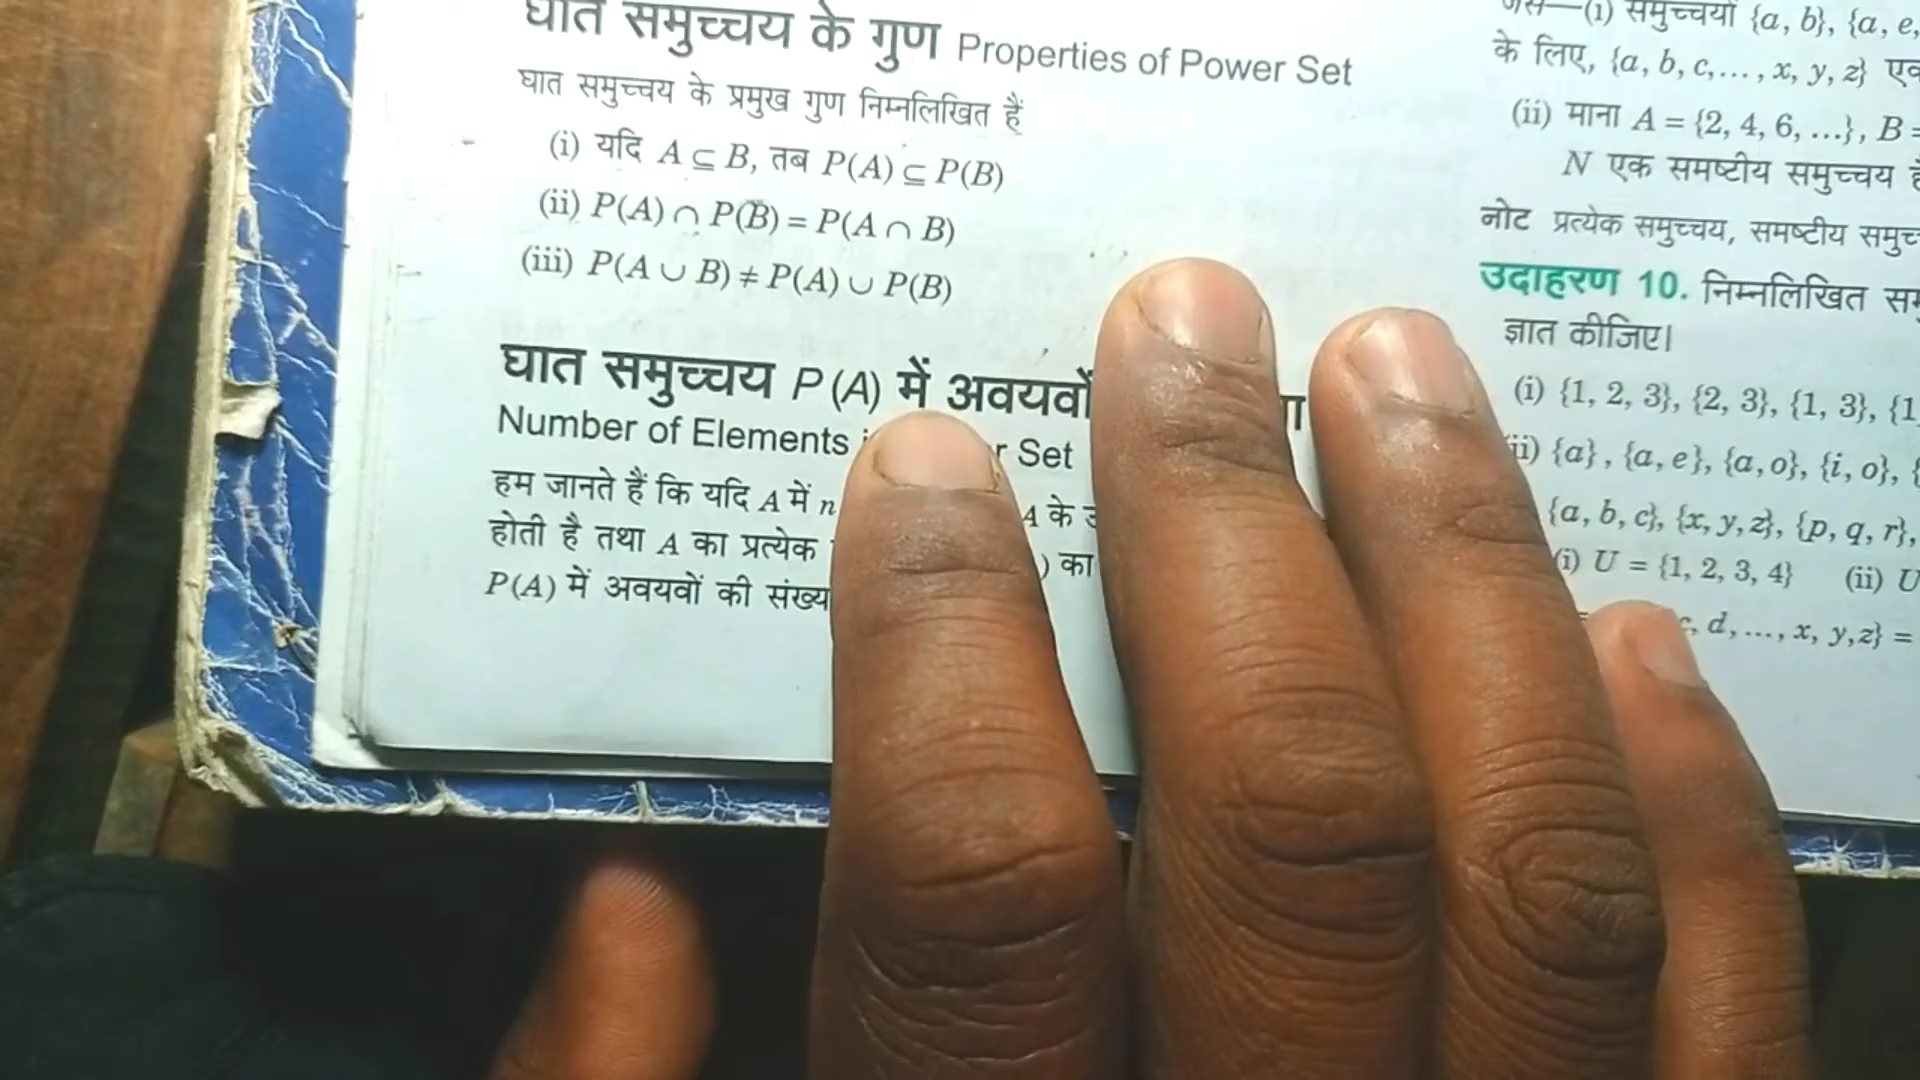 घात समुच्चय के गुण Properties of Power Set
घात समुच्चय के प्रमुख गुण निम्नलिखित हैं
(i) यदि A ⊆ B, तब P(A) ⊆ P(B)
(ii) P(A) ∩ P(B) = P(A ∩ B)
(iii) P(A ∪ B) ≠ P(A) ∪ P(B)
घात समुच्चय P(A) में अवयवों
Number of Elements Set
हम जानते हैं कि यदि A में n A के
होती है तथा A का प्रत्येक ) का
P(A) में अवयवों की
जैसे—(i) समुच्चयों {a, b}, {a, e,
के लिए, {a, b, c,..., x, y, z}
(ii) माना A = {2, 4, 6, ...}, B =
N एक समष्टीय समुच्चय
नोट प्रत्येक समुच्चय, समष्टीय
उदाहरण 10. निम्नलिखित
ज्ञात कीजिए।
(i) {1, 2, 3}, {2, 3}, {1, 3}, {1
ii) {a}, {a, e}, {a, o}, {i, o}, {
{a, b, c}, {x, y, z}, {p, q, r},
(i) U = {1, 2, 3, 4} (ii) U
c, d, ..., x, y, z} =